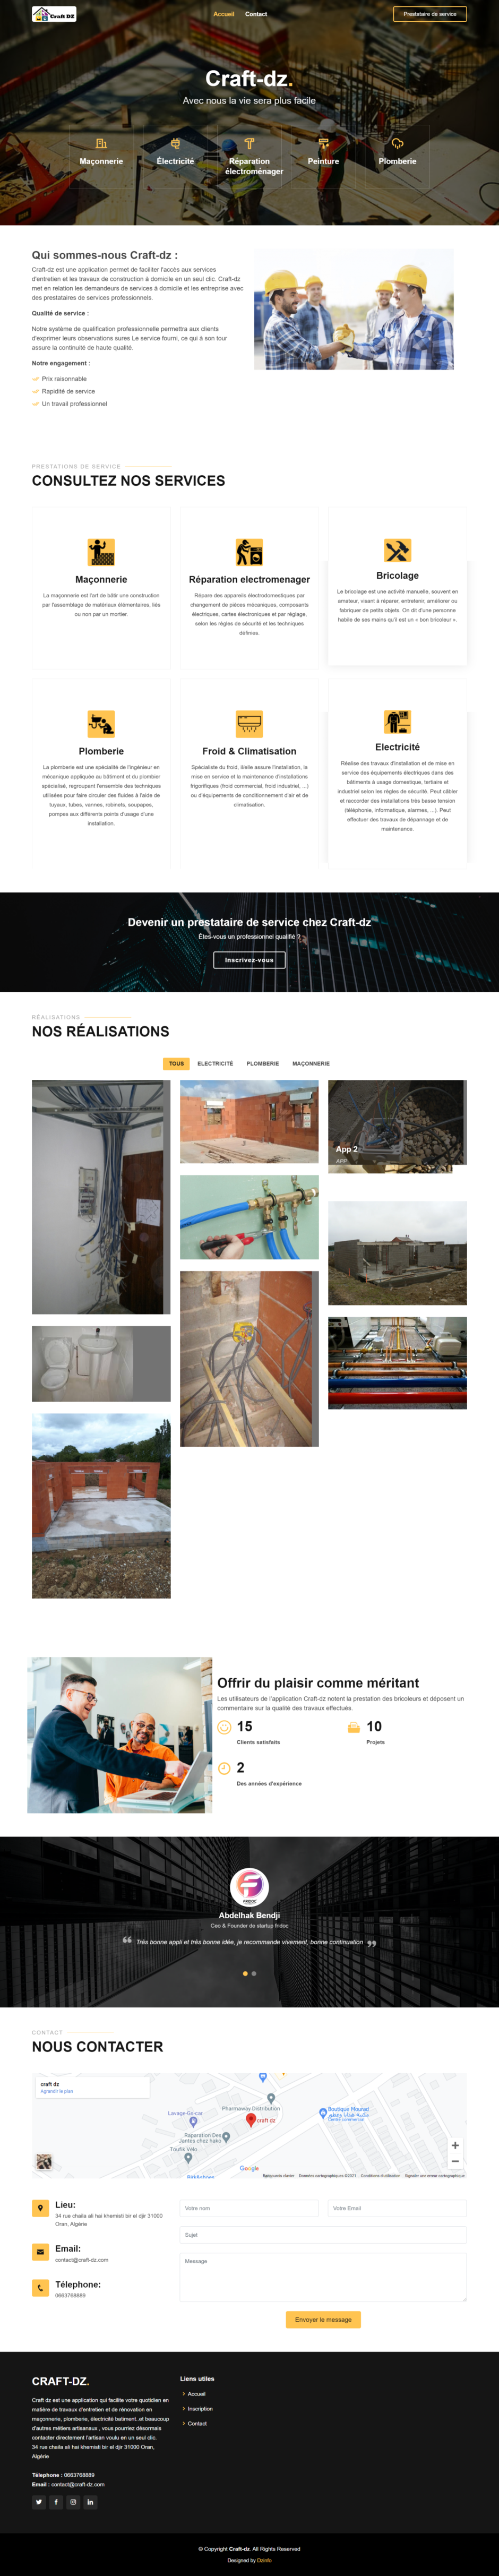 Craft DZ
Accueil
Contact
Prestataire de service
Craft-dz.
Avec nous la vie sera plus facile
Maçonnerie
Électricité
Réparation
électroménager
Peinture
Plomberie
Qui sommes-nous Craft-dz :
Craft-dz est une application permet de faciliter l'accès aux services
d'entretien et les travaux de construction à domicile en un seul clic. Craft-dz
met en relation les demandeurs de services à domicile et les entreprise avec
des prestataires de services professionnels.
Qualité de service :
Notre système de qualification professionnelle permettra aux clients
d'exprimer leurs observations sures Le service fourni, ce qui à son tour
assure la continuité de haute qualité.
Notre engagement :
Prix raisonnable
Rapidité de service
Un travail professionnel
PRESTATIONS DE SERVICE
CONSULTEZ NOS SERVICES
Maçonnerie
La maçonnerie est l'art de bâtir une construction
par l'assemblage de matériaux élémentaires, liés
ou non par un mortier.
Réparation electromenager
Répare des appareils électrodomestiques par
changement de pièces mécaniques, composants
électriques, cartes électroniques et par réglage,
selon les règles de sécurité et les techniques
définies.
Bricolage
Le bricolage est une activité manuelle, souvent en
amateur, visant à réparer, entretenir, améliorer ou
fabriquer de petits objets. On dit d'une personne
habile de ses mains qu'il est un « bon bricoleur ».
Plomberie
La plomberie est une spécialité de l'ingénieur en
mécanique appliquée au bâtiment et du plombier
spécialisé, regroupant l'ensemble des techniques
utilisées pour faire circuler des fluides à l'aide de
tuyaux, tubes, vannes, robinets, soupapes,
pompes aux différents points d'usage d'une
installation.
Froid & Climatisation
Spécialiste du froid, il/elle assure l'installation, la
mise en service et la maintenance d'installations
frigorifiques (froid commercial, froid industriel, ...)
ou d'équipements de conditionnement d'air et de
climatisation.
Electricité
Réalise des travaux d'installation et de mise en
service des équipements électriques dans des
bâtiments à usage domestique, tertiaire et
industriel selon les règles de sécurité. Peut câbler
et raccorder des installations très basse tension
(téléphonie, informatique, alarmes, ...). Peut
effectuer des travaux de dépannage et de
maintenance.
Devenir un prestataire de service chez Craft-dz
Êtes-vous un professionnel qualifié ?
Inscrivez-vous
RÉALISATIONS
NOS RÉALISATIONS
TOUS
ELECTRICITÉ
PLOMBERIE
MAÇONNERIE
App 2
Offrir du plaisir comme méritant
Les utilisateurs de l'application Craft-dz notent la prestation des bricoleurs et déposent un
commentaire sur la qualité des travaux effectués.
15
Clients satisfaits
10
Projets
2
Des années d'expérience
Abdelhak Bendji
Ceo & Founder de startup fridoc
Très bonne appli et très bonne idée, je recommande vivement, bonne continuation
CONTACT
NOUS CONTACTER
craft dz
Agrandir le plan
Lavage-Go-car
Pharmaway Distribution
craft dz
Boutique Mourad
Centre commercial
Reparation Des
Jantes chez hako
Toufik Vélo
Google
Raccourcis clavier
Données cartographiques ©2021
Conditions d'utilisation
Signaler une erreur cartographique
Lieu:
34 rue chaila ali hai khemisti bir el djir 31000
Oran, Algérie
Email:
contact@craft-dz.com
Télephone:
0663768889
Votre nom
Votre Email
Sujet
Message
Envoyer le message
CRAFT-DZ.
Craft dz est une application qui facilite votre quotidien en
matière de travaux d'entretien et de rénovation en
maçonnerie, plomberie, électricité batiment..et beaucoup
d'autres métiers artisanaux , vous pourriez désormais
contacter directement l'artisan voulu en un seul clic.
34 rue chaila ali hai khemisti bir el djir 31000 Oran,
Algérie
Télephone : 0663768889
Email : contact@craft-dz.com
Liens utiles
Accueil
Inscription
Contact
© Copyright Craft-dz. All Rights Reserved
Designed by Dzinfo